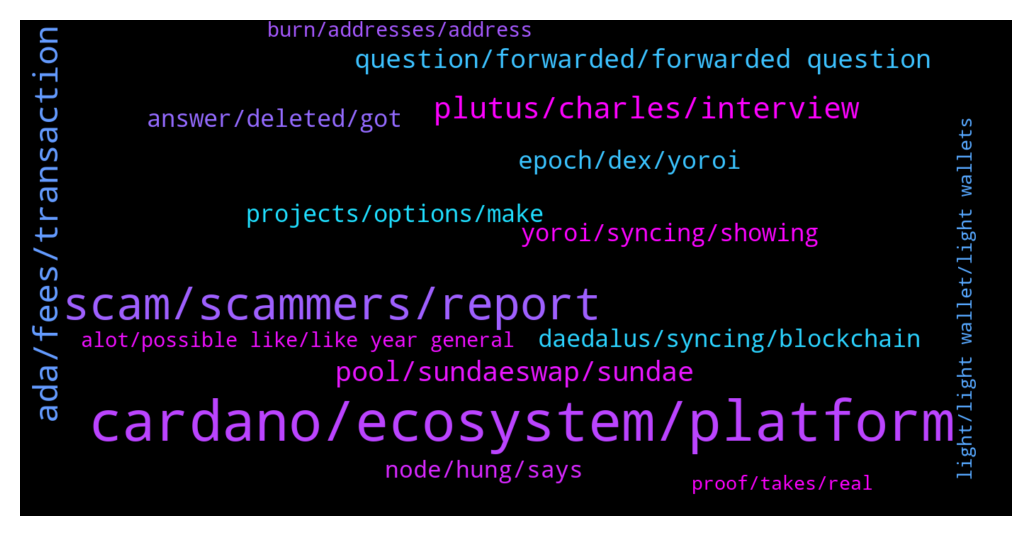 burn/addresses/address
question/forwarded/forwarded question
plutus/charles/interview
answer/deleted/got
epoch/dex/yoroi
projects/options/make
yoroi/syncing/showing
scam/scammers/report
alot/possible like/like year general
daedalus/syncing/blockchain
pool/sundaeswap/sundae
cardano/ecosystem/platform
node/hung/says
proof/takes/real
ada/fees/transaction
light/light wallet/light wallets